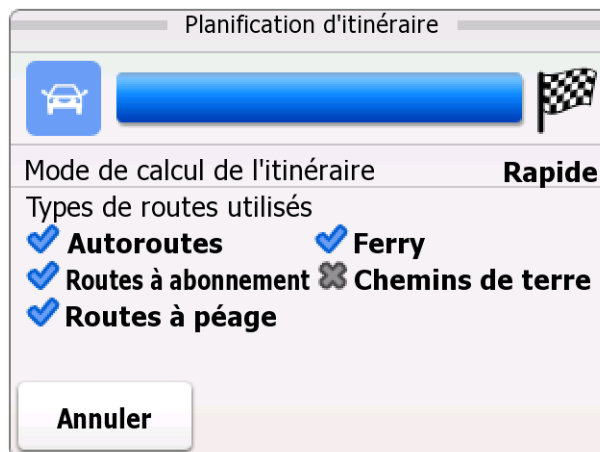 Planification d'itinéraire
Mode de calcul de l'itinéraire Rapide
Types de routes utilisés
Autoroutes Ferry
Routes à abonnement Chemins de terre
Routes à péage
Annuler